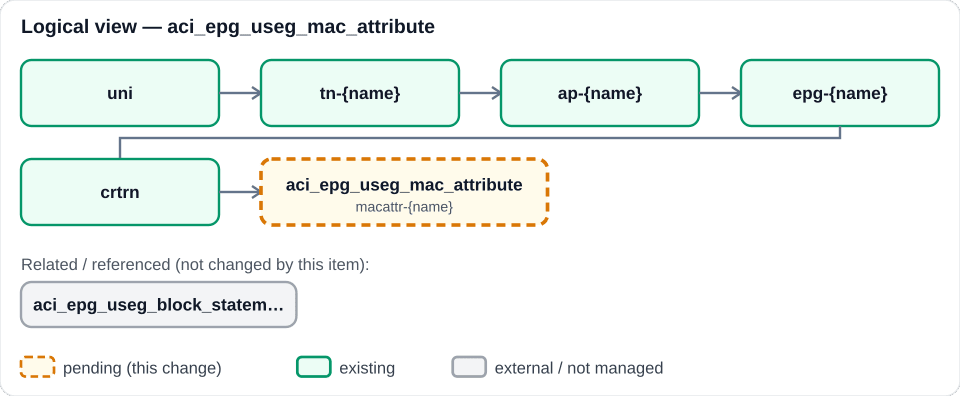 Logical view — aci_epg_useg_mac_attribute
uni
tn-{name}
ap-{name}
epg-{name}
crtrn
aci_epg_useg_mac_attribute
macattr-{name}
Related / referenced (not changed by this item):
aci_epg_useg_block_statem…
pending (this change)
existing
external / not managed